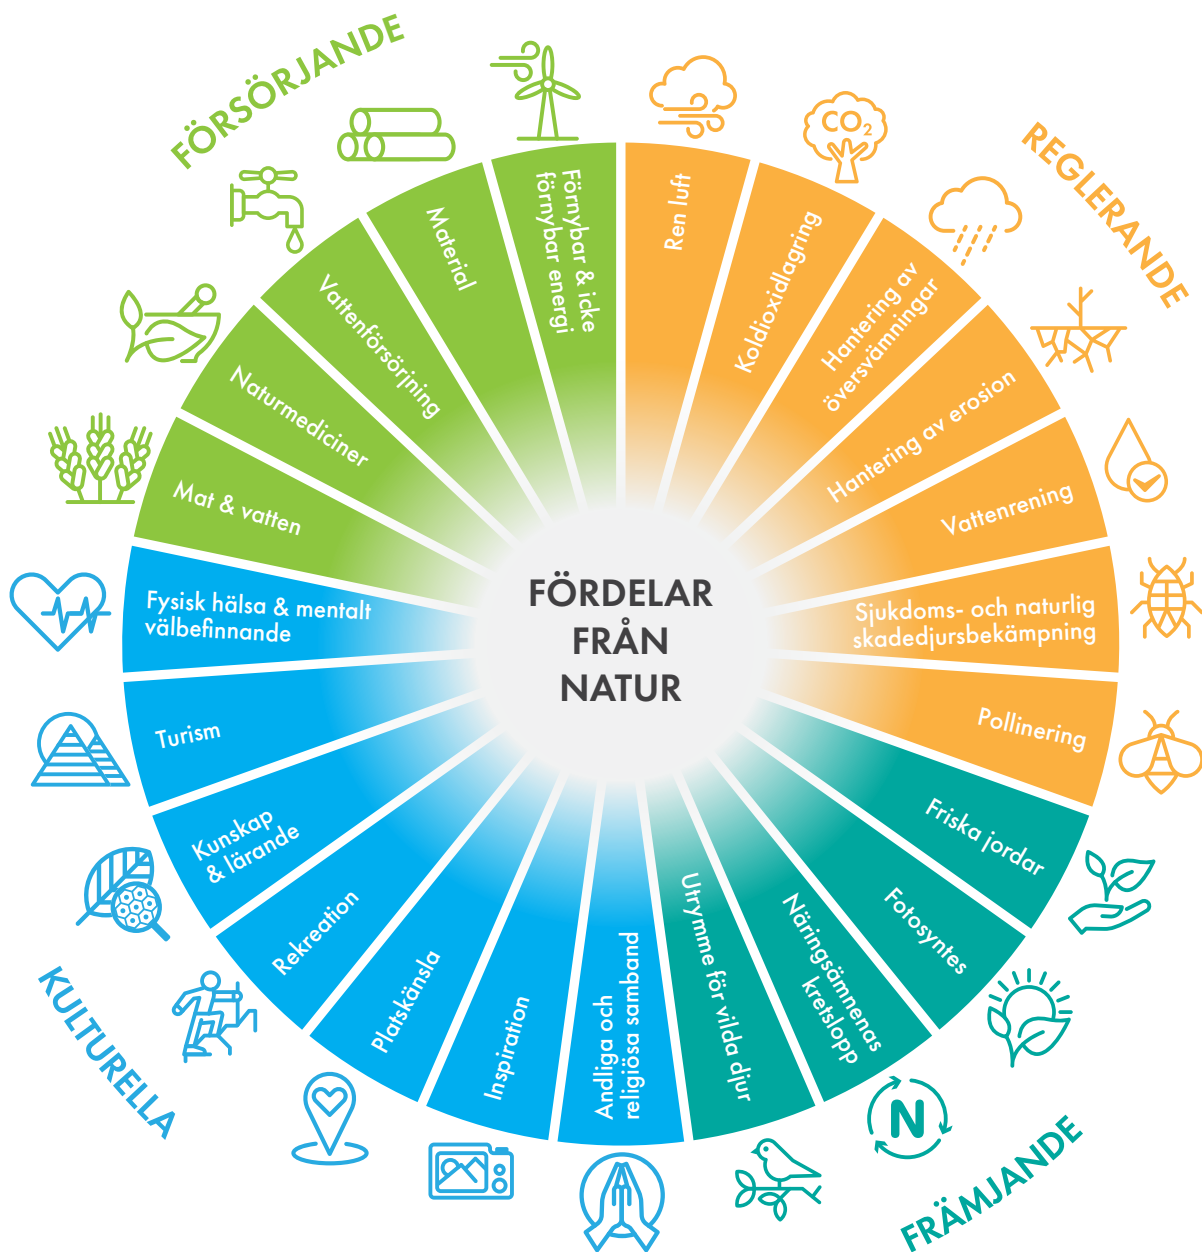 FÖRSÖRJANDE
REGLERANDE
KULTURELLA
FRÄMJANDE
FÖRDELAR
FRÅN
NATUR
Ren luft
CO2
Koldioxidlagring
Hantering av
översvämningar
Hantering av erosion
Vattenrening
Sjukdoms- och naturlig
skadedjursbekämpning
Pollinering
Friska jordar
Fotosyntes
Näringsämnenas
kretslopp
N
Utrymme för vilda djur
Andliga och
religiösa samband
Inspiration
Platskänsla
Rekreation
Kunskap
& lärande
Turism
Fysisk hälsa & mentalt
välbefinnande
Mat & vatten
Naturmediciner
Vattenförsörjning
Material
Förnybar & icke
förnybar energi